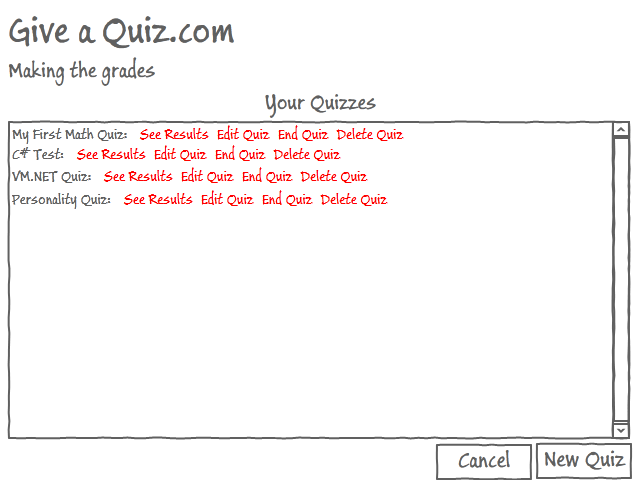 Give a Quiz.com
Making the grades
Your Quizzes
My First Math Quiz: See Results Edit Quiz End Quiz Delete Quiz
C# Test: See Results Edit Quiz End Quiz Delete Quiz
VM.NET Quiz: See Results Edit Quiz End Quiz Delete Quiz
Personality Quiz: See Results Edit Quiz End Quiz Delete Quiz
Cancel New Quiz